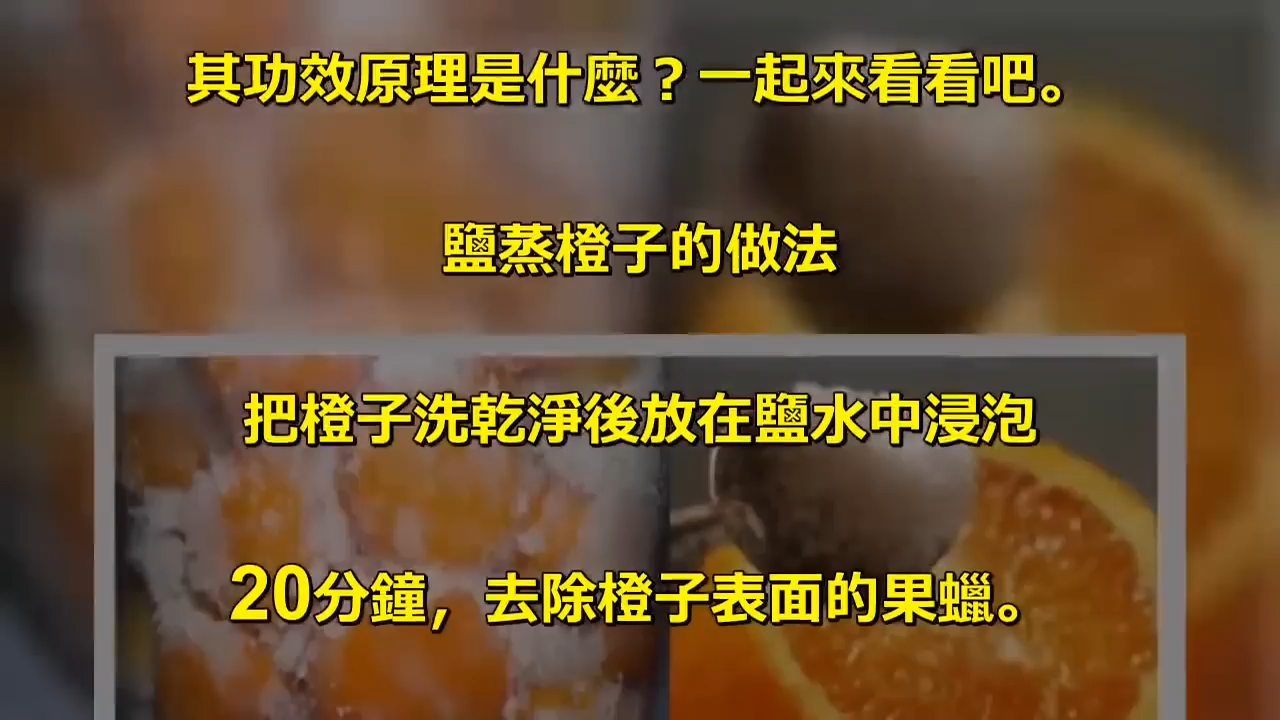 其功效原理是什麼？一起來看看吧。
鹽蒸橙子的做法
把橙子洗乾淨後放在鹽水中浸泡
20分鐘，去除橙子表面的果蠟。